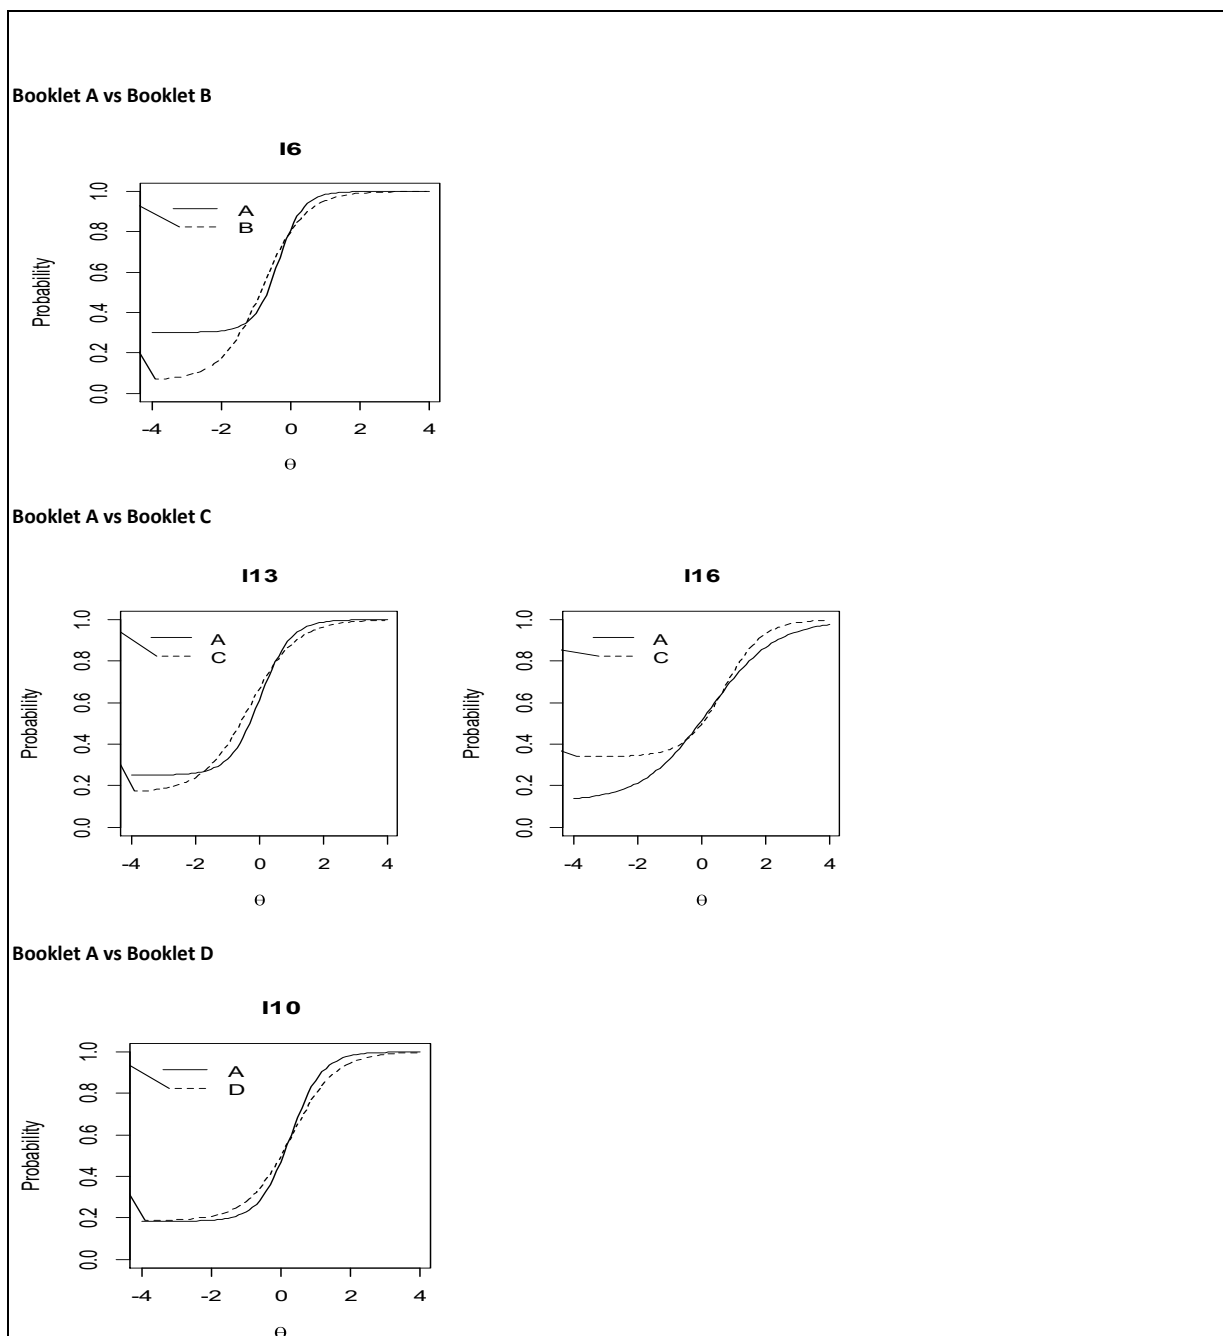 Booklet A vs Booklet B
I6
Probability
0.0 0.2 0.4 0.6 0.8 1.0
A
B
-4 -2 0 2 4
Θ
Booklet A vs Booklet C
I13
Probability
0.0 0.2 0.4 0.6 0.8 1.0
A
C
-4 -2 0 2 4
Θ
I16
Probability
0.0 0.2 0.4 0.6 0.8 1.0
A
C
-4 -2 0 2 4
Θ
Booklet A vs Booklet D
I10
Probability
0.0 0.2 0.4 0.6 0.8 1.0
A
D
-4 -2 0 2 4
Θ